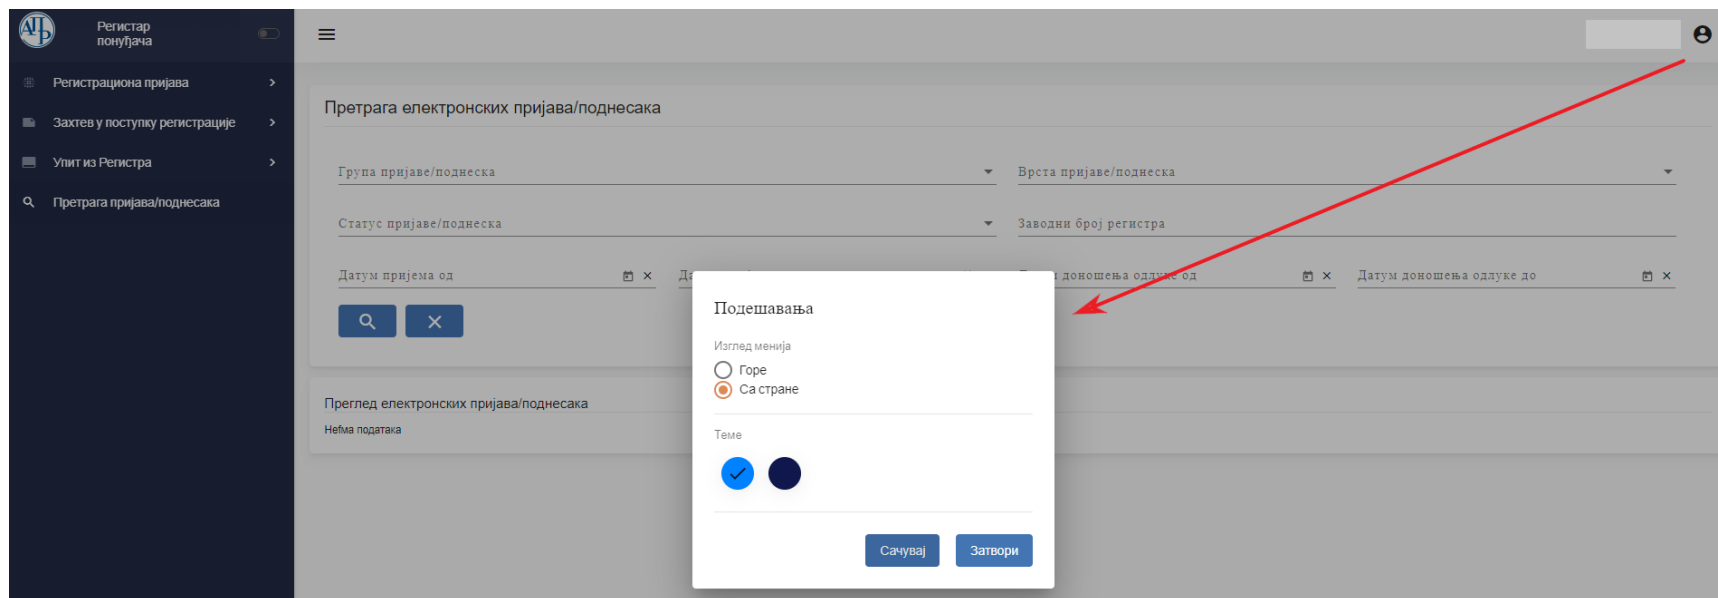 АПР
Регистар
понуђача
Регистрациона пријава
Захтев у поступку регистрације
Упит из Регистра
Претрага пријава/поднесака
Претрага електронских пријава/поднесака
Група пријаве/поднеска
Врста пријаве/поднеска
Статус пријаве/поднеска
Заводни број регистра
Датум пријема од
доношења одлуке од
Датум доношења одлуке до
Подешавања
Изглед менија
Горе
Са стране
Теме
Сачувај
Затвори
Преглед електронских пријава/поднесака
података